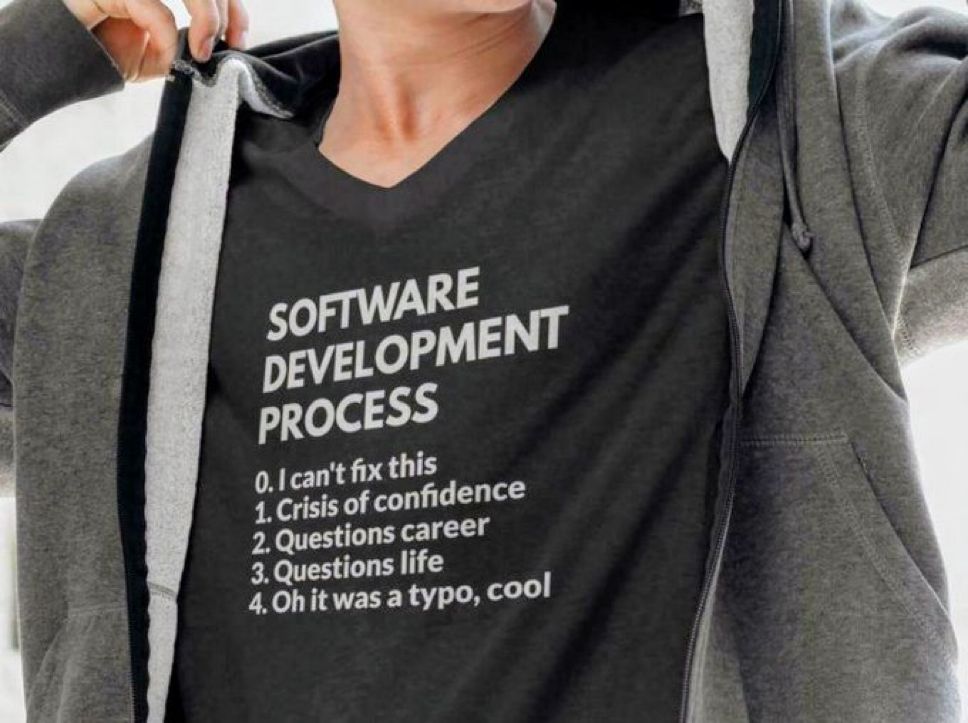 SOFTWARE
DEVELOPMENT
PROCESS
0. I can't fix this
1. Crisis of confidence
2. Questions career
3. Questions life
4. Oh it was a typo, cool